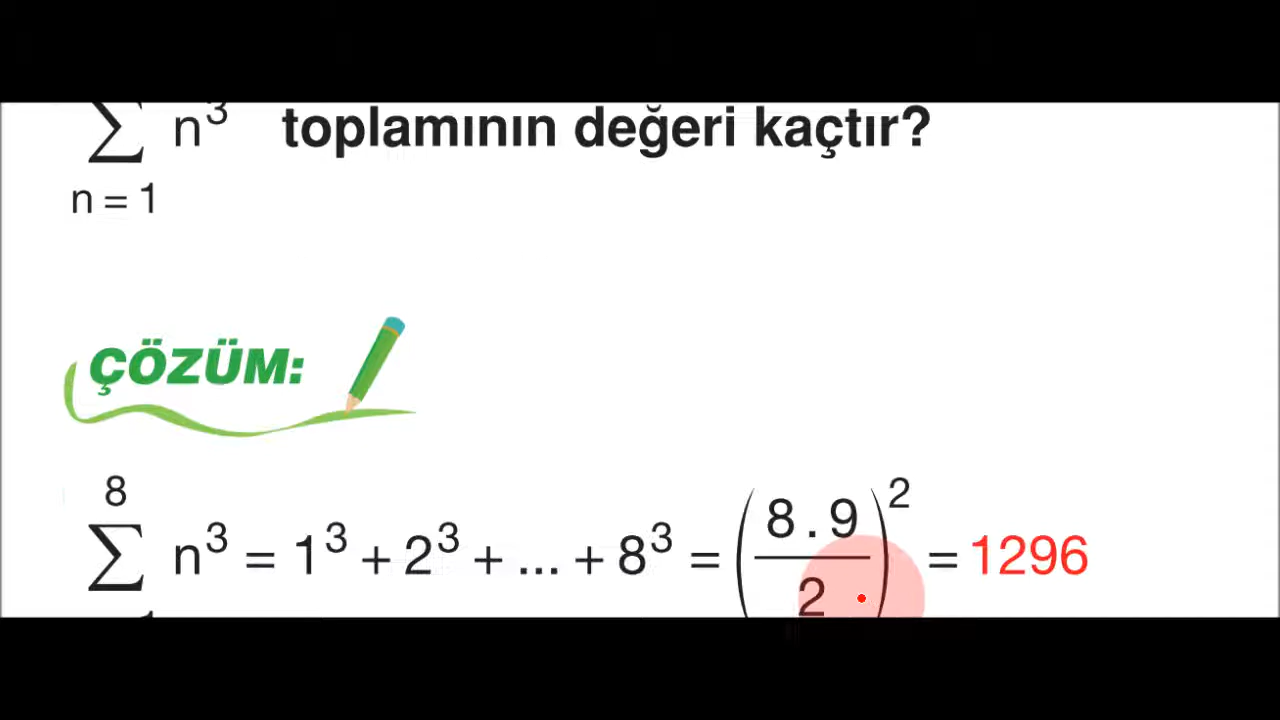 ∑ n³ toplamının değeri kaçtır?
n = 1
ÇÖZÜM:
8
∑ n³ = 1³ + 2³ + ... + 8³ = (8 . 9 / 2)² = 1296